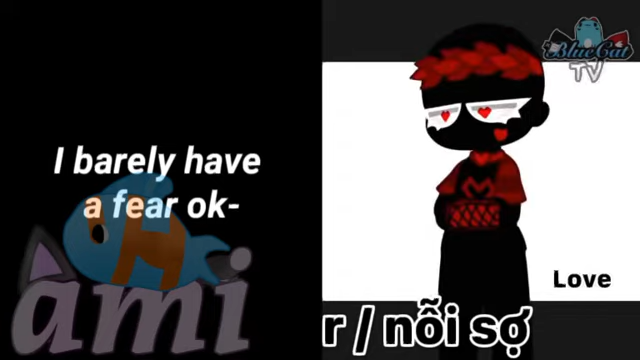 I barely have
a fear ok-
BlueCat
TV
H
ami
Love
r / nỗi sợ